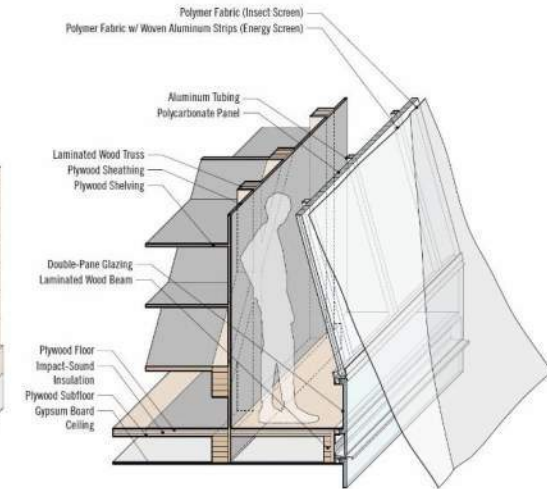 Polymer Fabric (Insect Screen)
Polymer Fabric w/ Woven Aluminum Strips (Energy Screen)
Aluminum Tubing
Polycarbonate Panel
Laminated Wood Truss
Plywood Sheathing
Plywood Shelving
Double-Pane Glazing
Laminated Wood Beam
Plywood Floor
Impact-Sound
Insulation
Plywood Subfloor
Gypsum Board
Ceiling